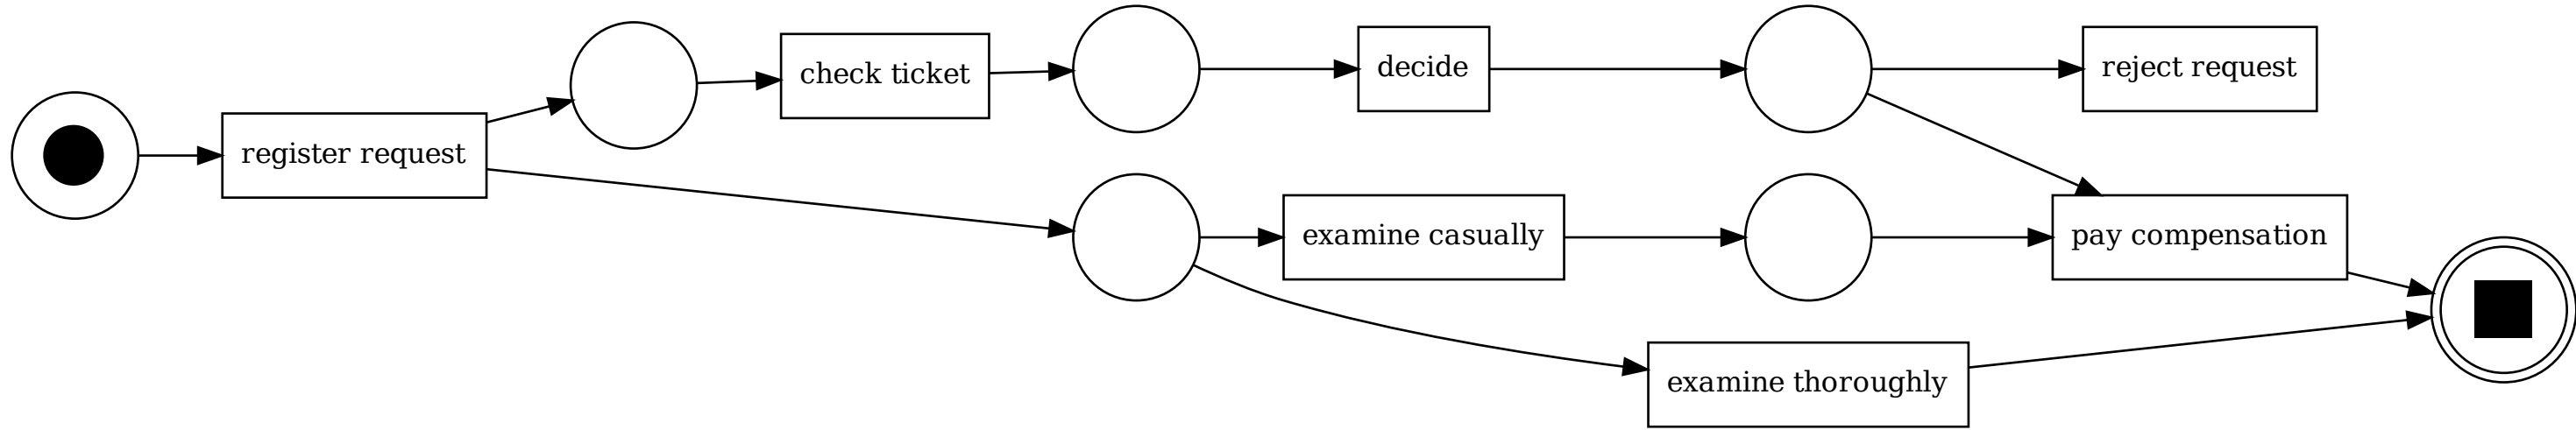 register request
check ticket
decide
reject request
examine casually
pay compensation
examine thoroughly